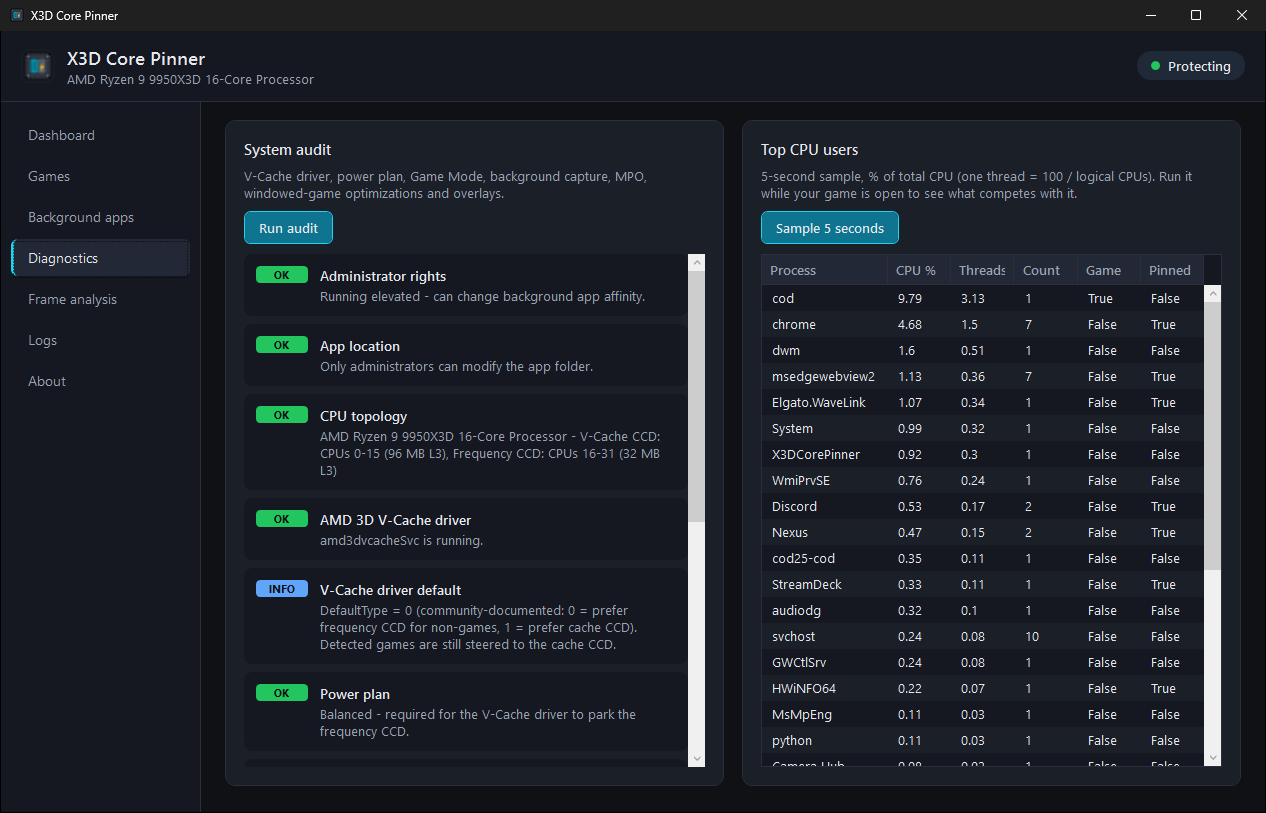 X3D Core Pinner
X3D Core Pinner
AMD Ryzen 9 9950X3D 16-Core Processor
Protecting
Dashboard
Games
Background apps
Diagnostics
Frame analysis
Logs
About
System audit
V-Cache driver, power plan, Game Mode, background capture, MPO,
windowed-game optimizations and overlays.
Run audit
OK Administrator rights
Running elevated - can change background app affinity.
OK App location
Only administrators can modify the app folder.
OK CPU topology
AMD Ryzen 9 9950X3D 16-Core Processor - V-Cache CCD:
CPUs 0-15 (96 MB L3), Frequency CCD: CPUs 16-31 (32 MB
L3)
OK AMD 3D V-Cache driver
amd3dvcacheSvc is running.
INFO V-Cache driver default
DefaultType = 0 (community-documented: 0 = prefer
frequency CCD for non-games, 1 = prefer cache CCD).
Detected games are still steered to the cache CCD.
OK Power plan
Balanced - required for the V-Cache driver to park the
frequency CCD.
Top CPU users
5-second sample, % of total CPU (one thread = 100 / logical CPUs). Run it
while your game is open to see what competes with it.
Sample 5 seconds
Process CPU % Threads Count Game Pinned
cod 9.79 3.13 1 True False
chrome 4.68 1.5 7 False True
dwm 1.6 0.51 1 False False
msedgewebview2 1.13 0.36 7 False True
Elgato.WaveLink 1.07 0.34 1 False True
System 0.99 0.32 1 False False
X3DCorePinner 0.92 0.3 1 False False
WmiPrvSE 0.76 0.24 1 False False
Discord 0.53 0.17 2 False True
Nexus 0.47 0.15 2 False True
cod25-cod 0.35 0.11 1 False False
StreamDeck 0.33 0.11 1 False True
audiodg 0.32 0.1 1 False False
svchost 0.24 0.08 10 False False
GWCtlSrv 0.24 0.08 1 False False
HWiNFO64 0.22 0.07 1 False True
MsMpEng 0.11 0.03 1 False False
python 0.11 0.03 1 False False